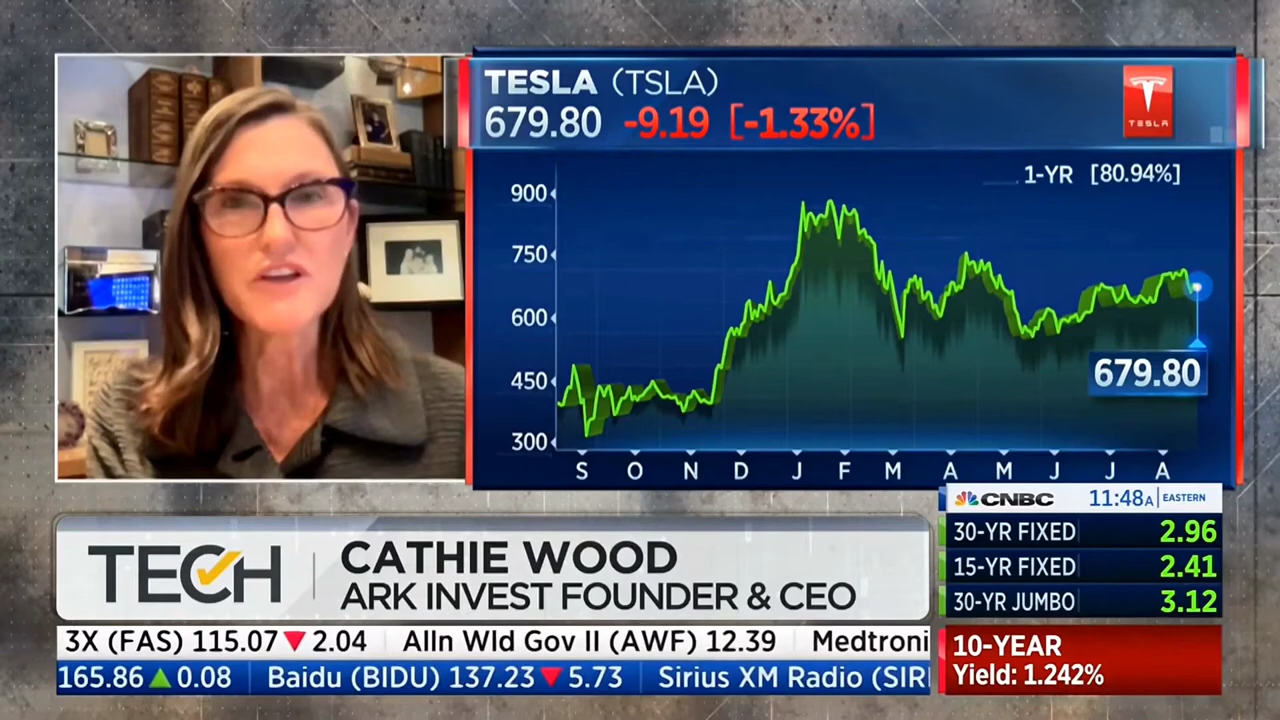 TESLA (TSLA)
679.80 -9.19 [-1.33%]
TESLA
1-YR [80.94%]
900
750
600
450
300
679.80
S O N D J F M A M J J A
CNBC 11:48A EASTERN
30-YR FIXED 2.96
15-YR FIXED 2.41
30-YR JUMBO 3.12
10-YEAR
Yield: 1.242%
TECH
CATHIE WOOD
ARK INVEST FOUNDER & CEO
3X (FAS) 115.07 ▼ 2.04 Alln Wld Gov II (AWF) 12.39 Medtroni
165.86 ▲ 0.08 Baidu (BIDU) 137.23 ▼ 5.73 Sirius XM Radio (SIRI